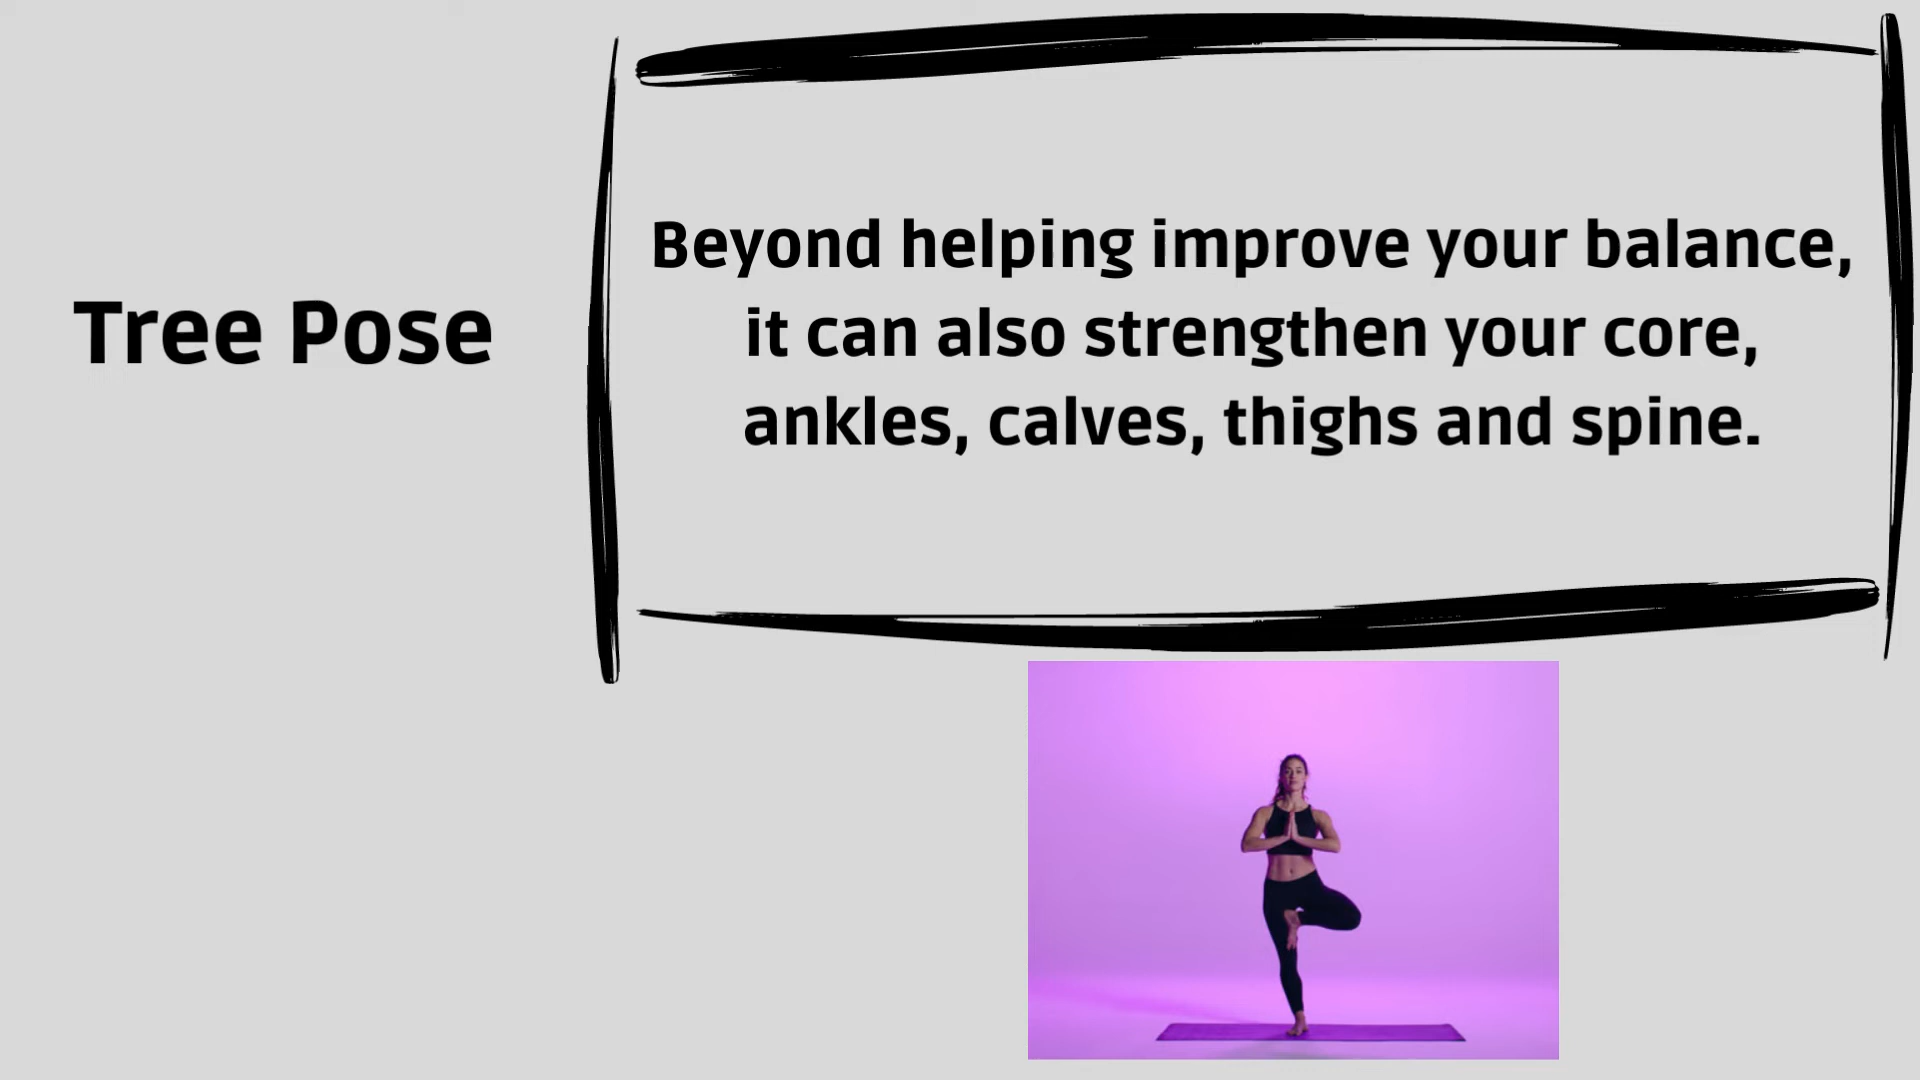 Tree Pose
Beyond helping improve your balance,
it can also strengthen your core,
ankles, calves, thighs and spine.